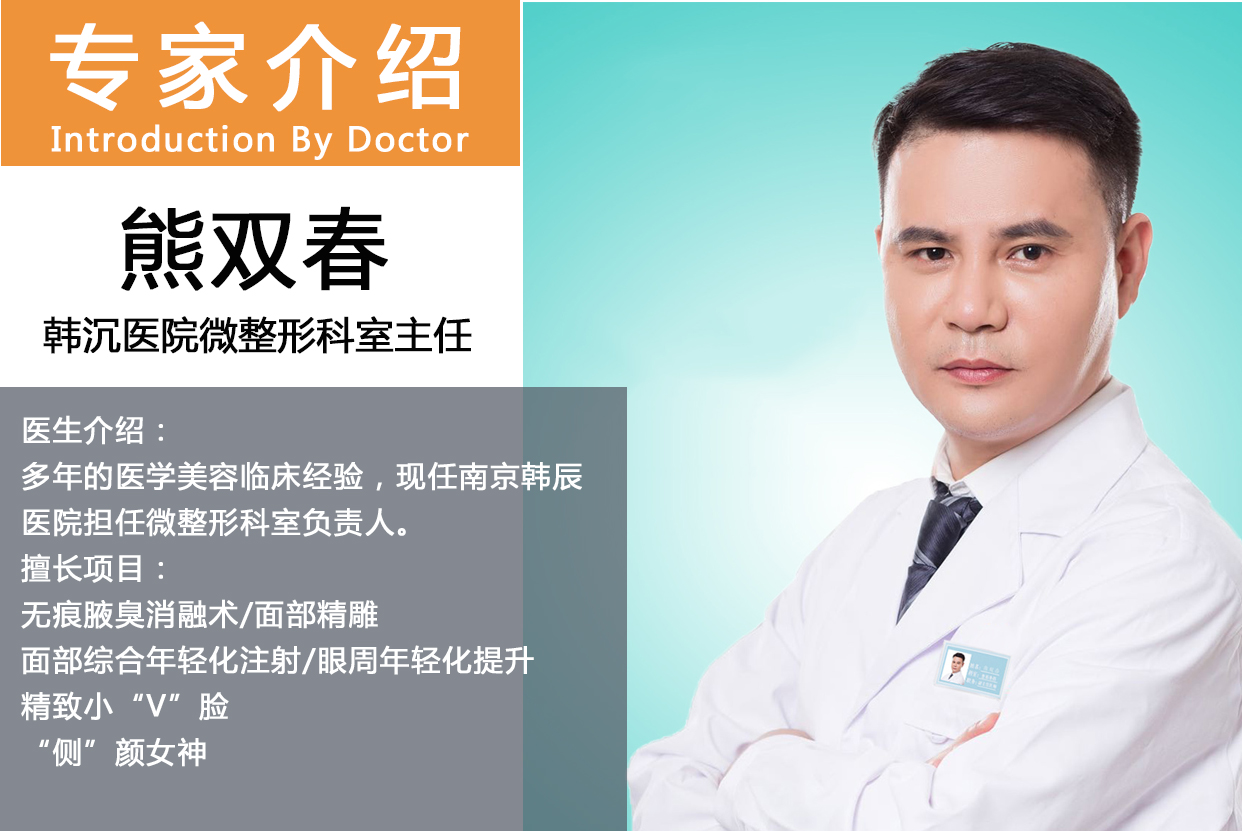 专家介绍
Introduction By Doctor
熊双春
韩沉医院微整形科室主任
医生介绍：
多年的医学美容临床经验，现任南京韩辰
医院担任微整形科室负责人。
擅长项目：
无痕腋臭消融术/面部精雕
面部综合年轻化注射/眼周年轻化提升
精致小“V”脸
“侧”颜女神